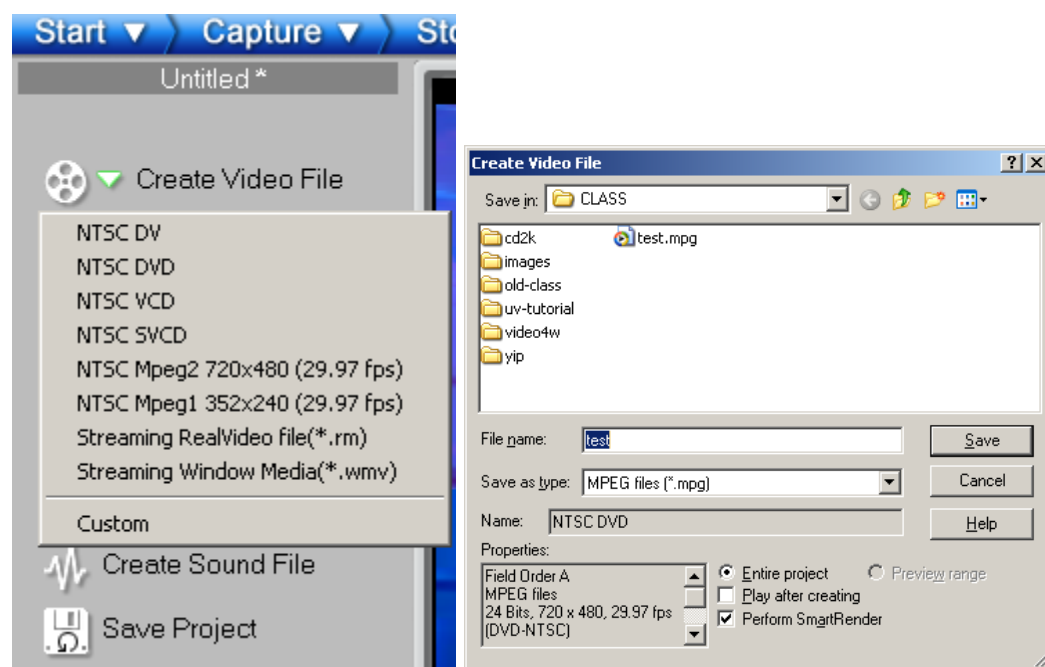 Start ▼ Capture ▼ Sto
Untitled *
Create Video File
NTSC DV
NTSC DVD
NTSC VCD
NTSC SVCD
NTSC Mpeg2 720x480 (29.97 fps)
NTSC Mpeg1 352x240 (29.97 fps)
Streaming RealVideo file(*.rm)
Streaming Window Media(*.wmv)
Custom
Create Sound File
Save Project
Create Video File
Save in: CLASS
cd2k test.mpg
images
old-class
uv-tutorial
video4w
yip
File name: test Save
Save as type: MPEG files (*.mpg) Cancel
Name: NTSC DVD Help
Properties:
Field Order A
MPEG files
24 Bits, 720 x 480, 29.97 fps
(DVD-NTSC)
Entire project Preview range
Play after creating
Perform SmartRender